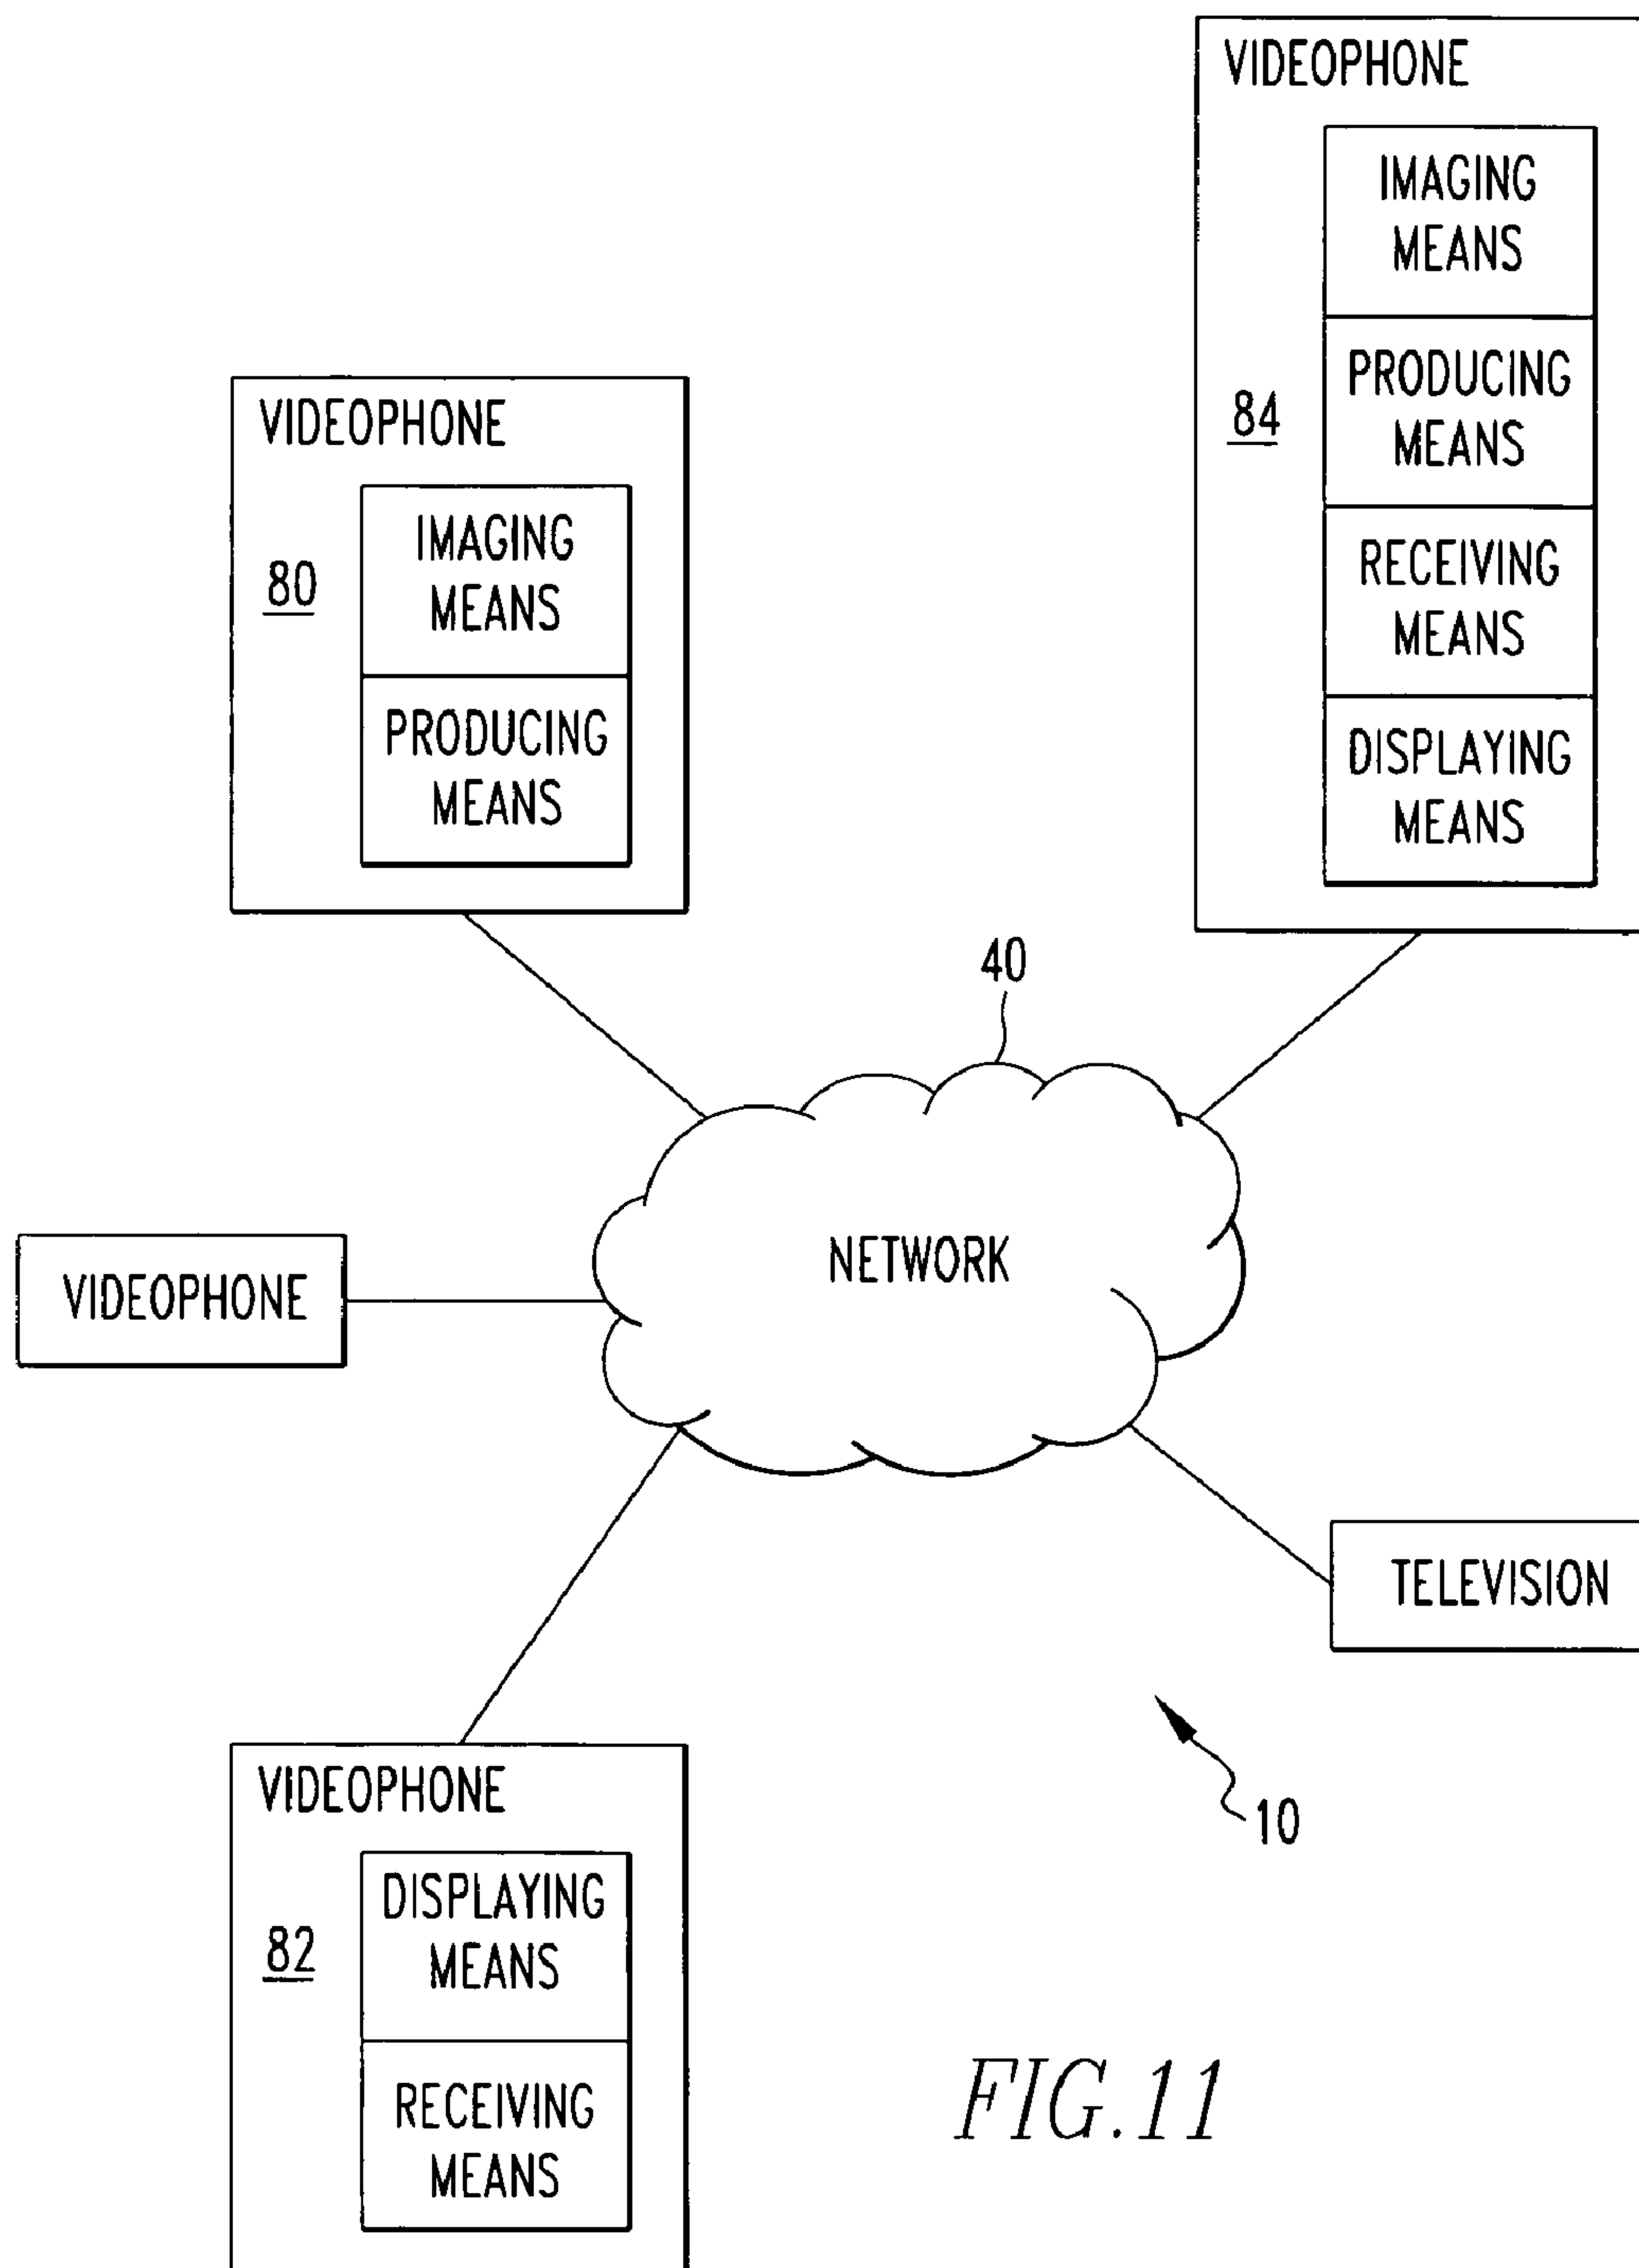 VIDEOPHONE
84
IMAGING
MEANS
PRODUCING
MEANS
RECEIVING
MEANS
DISPLAYING
MEANS
VIDEOPHONE
80
IMAGING
MEANS
PRODUCING
MEANS
40
NETWORK
VIDEOPHONE
TELEVISION
10
VIDEOPHONE
82
DISPLAYING
MEANS
RECEIVING
MEANS
FIG.11